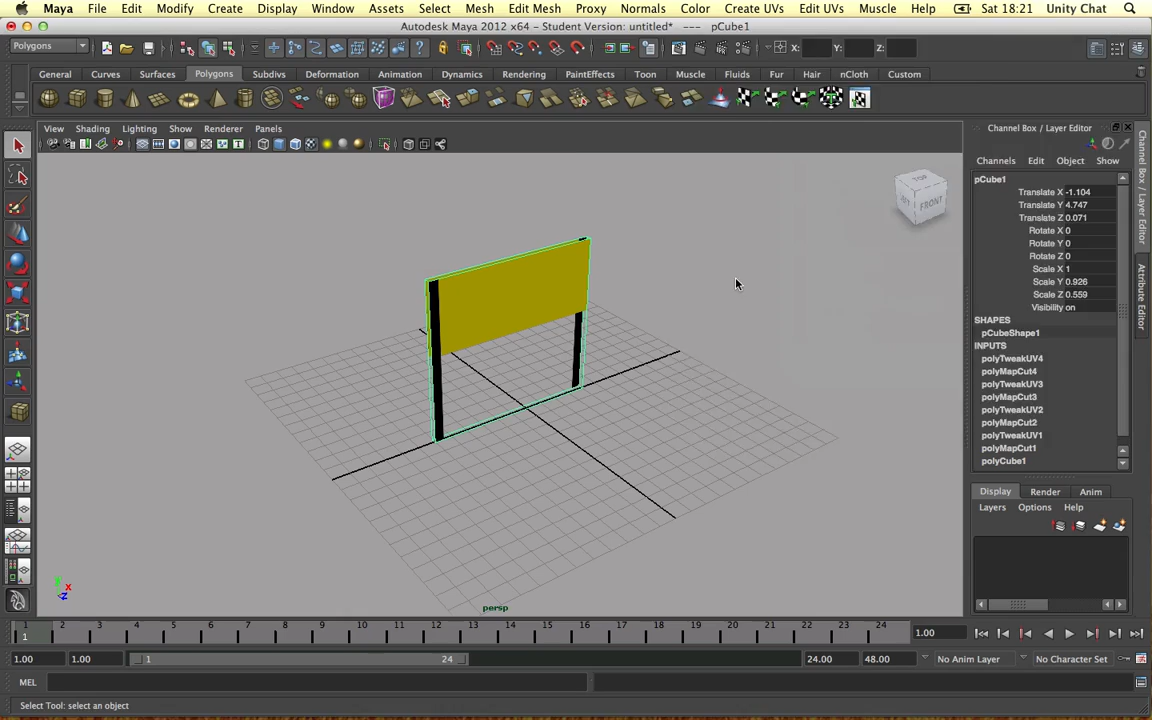 Maya File Edit Modify Create Display Window Assets Select Mesh Edit Mesh Proxy Normals Color Create UVs Edit UVs Muscle Help Sat 18:21 Unity Chat
Autodesk Maya 2012 x64 - Student Version: untitled* --- pCube1
Polygons X: Y: Z:
General Curves Surfaces Polygons Subdivs Deformation Animation Dynamics Rendering PaintEffects Toon Muscle Fluids Fur Hair nCloth Custom
View Shading Lighting Show Renderer Panels
Channel Box / Layer Editor
Channels Edit Object Show
pCube1
Translate X -1.104
Translate Y 4.747
Translate Z 0.071
Rotate X 0
Rotate Y 0
Rotate Z 0
Scale X 1
Scale Y 0.926
Scale Z 0.559
Visibility on
SHAPES
pCubeShape1
INPUTS
polyTweakUV4
polyMapCut4
polyTweakUV3
polyMapCut3
polyTweakUV2
polyMapCut2
polyTweakUV1
polyMapCut1
polyCube1
Channel Box / Layer Editor
Attribute Editor
TOP
FRONT
Display Render Anim
Layers Options Help
persp
1 2 3 4 5 6 7 8 9 10 11 12 13 14 15 16 17 18 19 20 21 22 23 24
1 1.00
1.00 1.00 1 24 24.00 48.00 No Anim Layer No Character Set
MEL
Select Tool: select an object